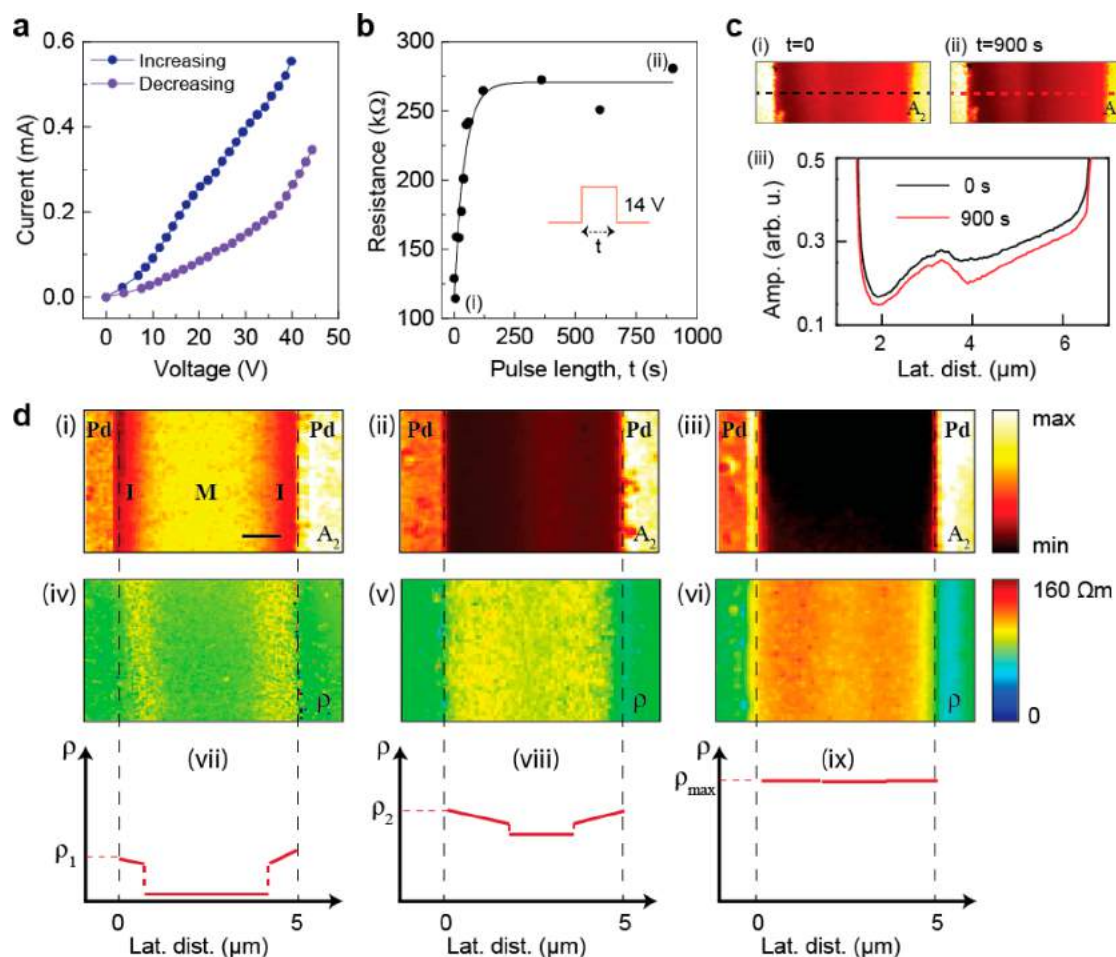 a
Increasing
Decreasing
Current (mA)
0.6
0.4
0.2
0.0
0 10 20 30 40 50
Voltage (V)
b
Resistance (kΩ)
300
250
200
150
100
(ii)
(i)
14 V
t
0 250 500 750 1000
Pulse length, t (s)
c
(i) t=0
A2
(ii) t=900 s
A
(iii)
Amp. (arb. u.)
0.5
0.3
0.1
0 s
900 s
2 4 6
Lat. dist. (µm)
d
(i) Pd I M I Pd A2
(ii) Pd Pd A2
(iii) Pd Pd A2
max
min
(iv) ρ
(v) ρ
(vi) ρ
160 Ωm
0
ρ (vii)
ρ1
0 5
Lat. dist. (µm)
ρ (viii)
ρ2
0 5
Lat. dist. (µm)
ρ (ix)
ρmax
0 5
Lat. dist. (µm)